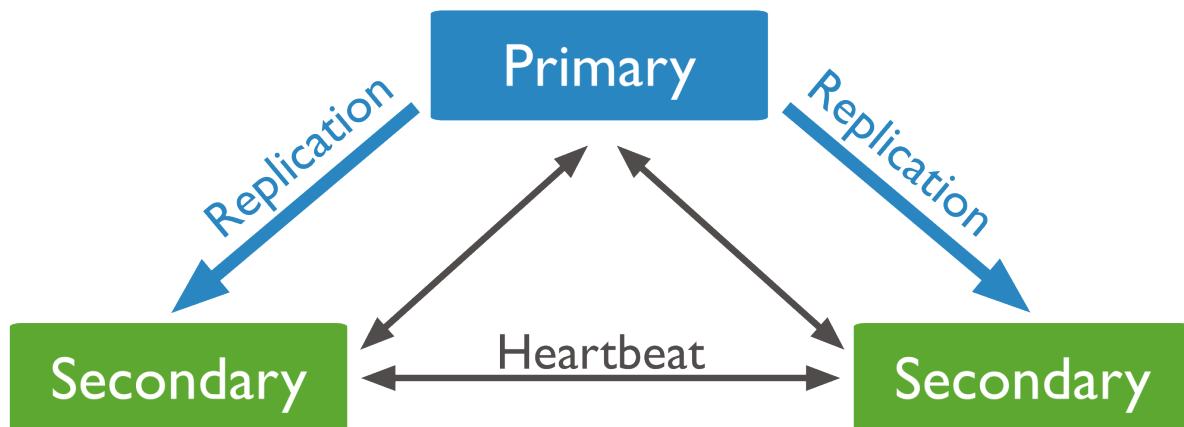 Primary
Replication
Replication
Heartbeat
Secondary
Secondary